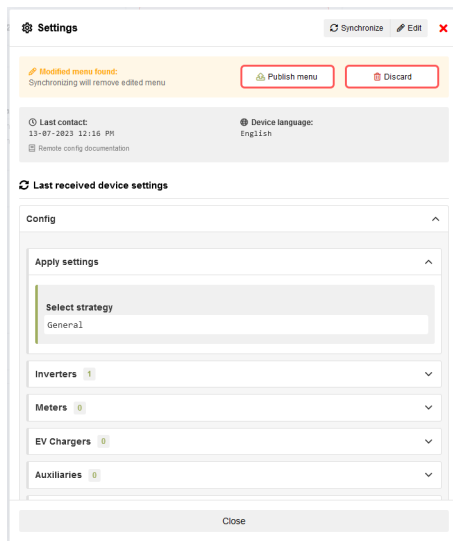 Settings
Synchronize
Edit
Modified menu found:
Synchronizing will remove edited menu
Publish menu
Discard
Last contact:
13-07-2023 12:16 PM
Remote config documentation
Device language:
English
Last received device settings
Config
Apply settings
Select strategy
General
Inverters 1
Meters 0
EV Chargers 0
Auxiliaries 0
Close